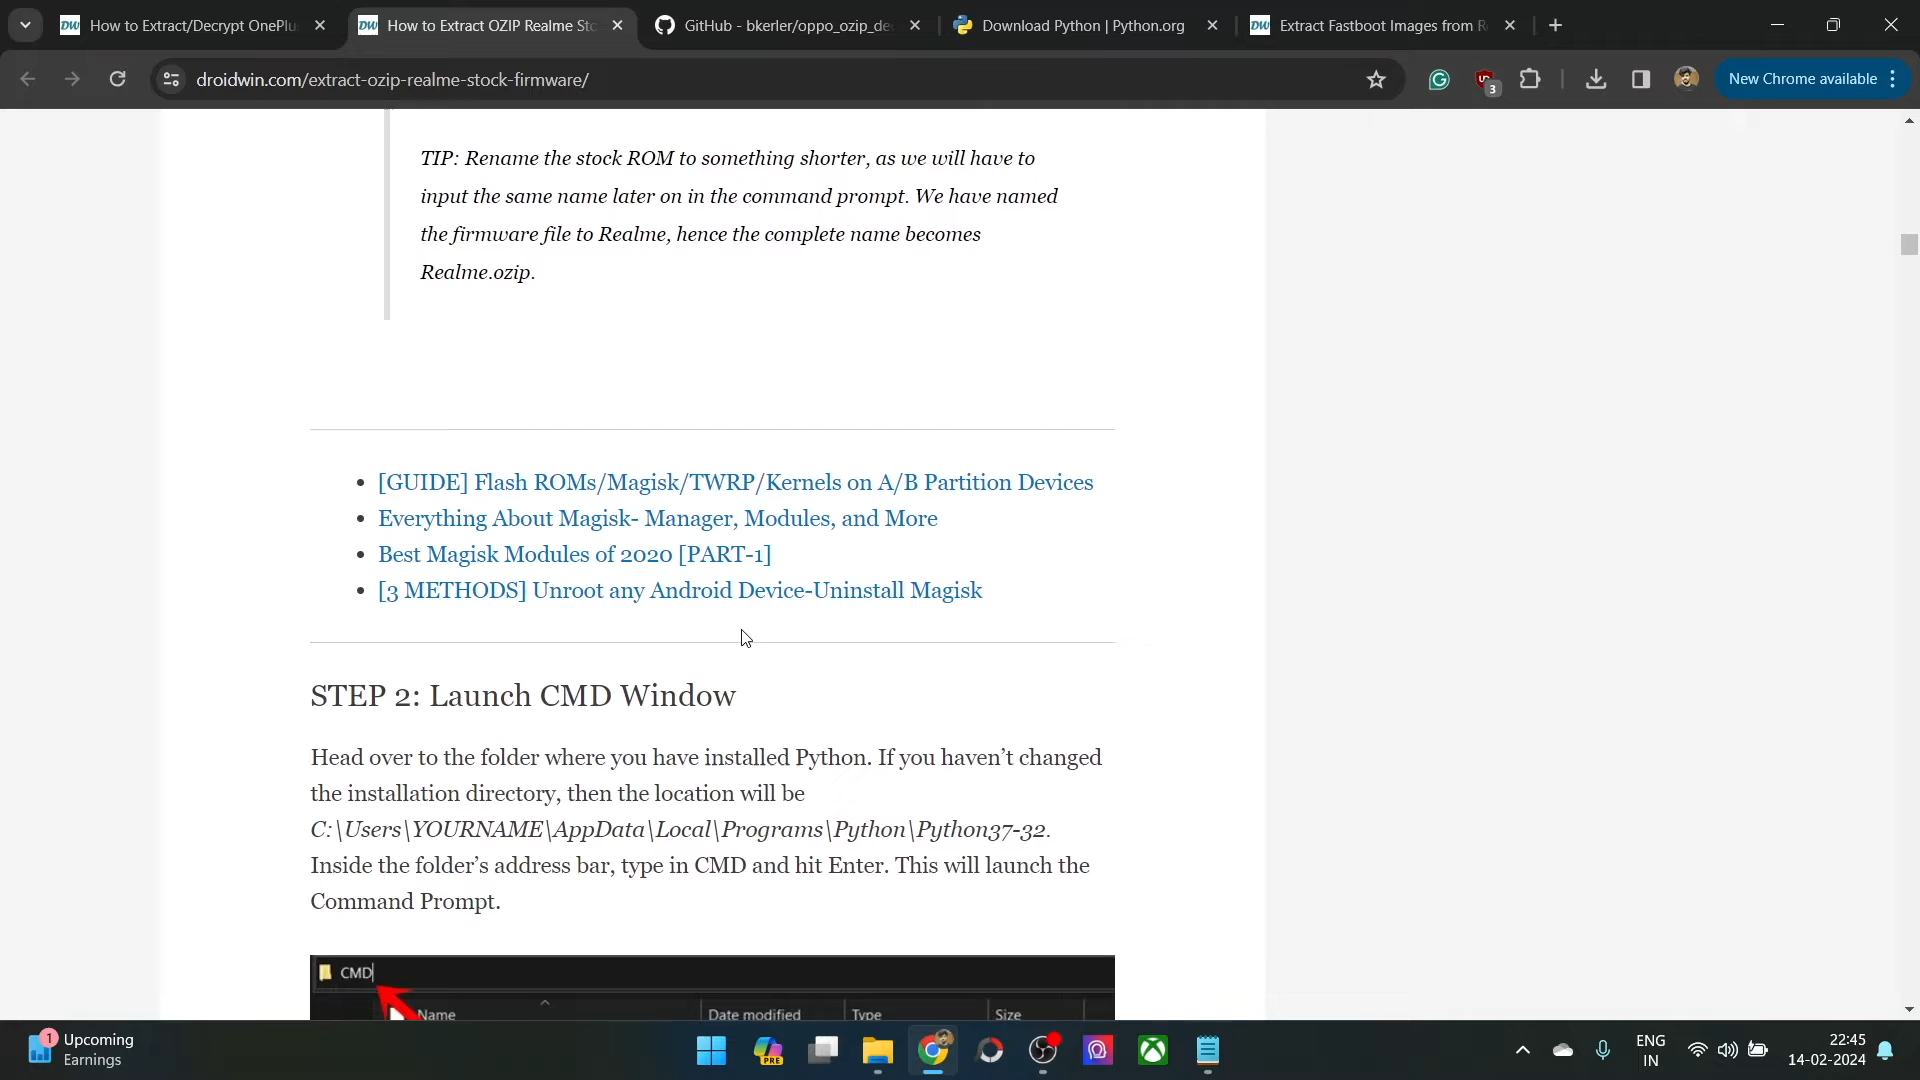 How to Extract/Decrypt OnePlu
How to Extract OZIP Realme Sto
GitHub - bkerler/oppo_ozip_de
Download Python | Python.org
Extract Fastboot Images from R
droidwin.com/extract-ozip-realme-stock-firmware/
3
New Chrome available
TIP: Rename the stock ROM to something shorter, as we will have to
input the same name later on in the command prompt. We have named
the firmware file to Realme, hence the complete name becomes
Realme.ozip.
• [GUIDE] Flash ROMs/Magisk/TWRP/Kernels on A/B Partition Devices
• Everything About Magisk- Manager, Modules, and More
• Best Magisk Modules of 2020 [PART-1]
• [3 METHODS] Unroot any Android Device-Uninstall Magisk
STEP 2: Launch CMD Window
Head over to the folder where you have installed Python. If you haven’t changed
the installation directory, then the location will be
C:\Users\YOURNAME\AppData\Local\Programs\Python\Python37-32.
Inside the folder’s address bar, type in CMD and hit Enter. This will launch the
Command Prompt.
CMD
Name Date modified Type Size
1
Upcoming
Earnings
PRE
ENG
IN
22:45
14-02-2024